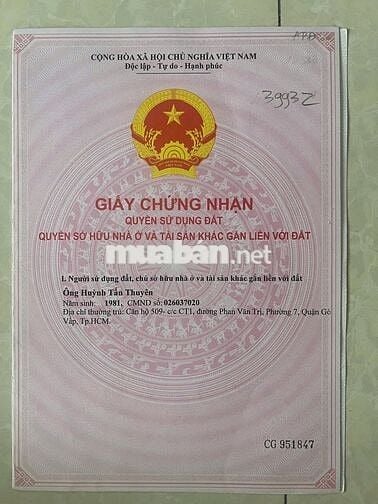 CỘNG HÒA XÃ HỘI CHỦ NGHĨA VIỆT NAM
Độc lập - Tự do - Hạnh phúc
3993Z
GIẤY CHỨNG NHẬN
QUYỀN SỬ DỤNG ĐẤT
QUYỀN SỞ HỮU NHÀ Ở VÀ TÀI SẢN KHÁC GẮN LIỀN VỚI ĐẤT
muaban.net
I. Người sử dụng đất, chủ sở hữu nhà ở và tài sản khác gắn liền với đất
Ông Huỳnh Tấn Thuyên
Năm sinh: 1981, CMND số: 026037020
Địa chỉ thường trú: Căn hộ 509- c/c CT1, đường Phan Văn Trị, Phường 7, Quận Gò
Vấp, Tp.HCM.
CG 951847